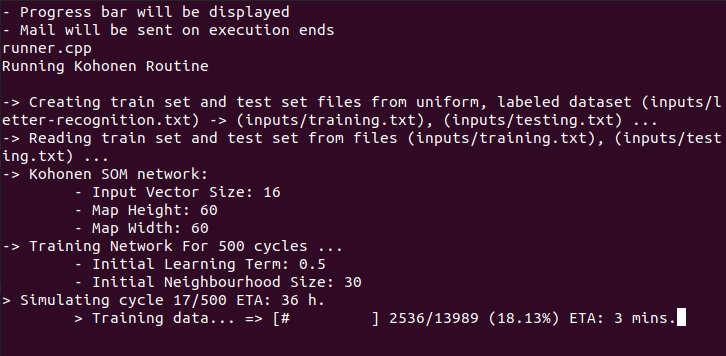 - Progress bar will be displayed
- Mail will be sent on execution ends
runner.cpp
Running Kohonen Routine
-> Creating train set and test set files from uniform, labeled dataset (inputs/l
etter-recognition.txt) -> (inputs/training.txt), (inputs/testing.txt) ...
-> Reading train set and test set from files (inputs/training.txt), (inputs/test
ing.txt) ...
-> Kohonen SOM network:
- Input Vector Size: 16
- Map Height: 60
- Map Width: 60
-> Training Network For 500 cycles ...
- Initial Learning Term: 0.5
- Initial Neighbourhood Size: 30
> Simulating cycle 17/500 ETA: 36 h.
> Training data... => [#         ] 2536/13989 (18.13%) ETA: 3 mins.